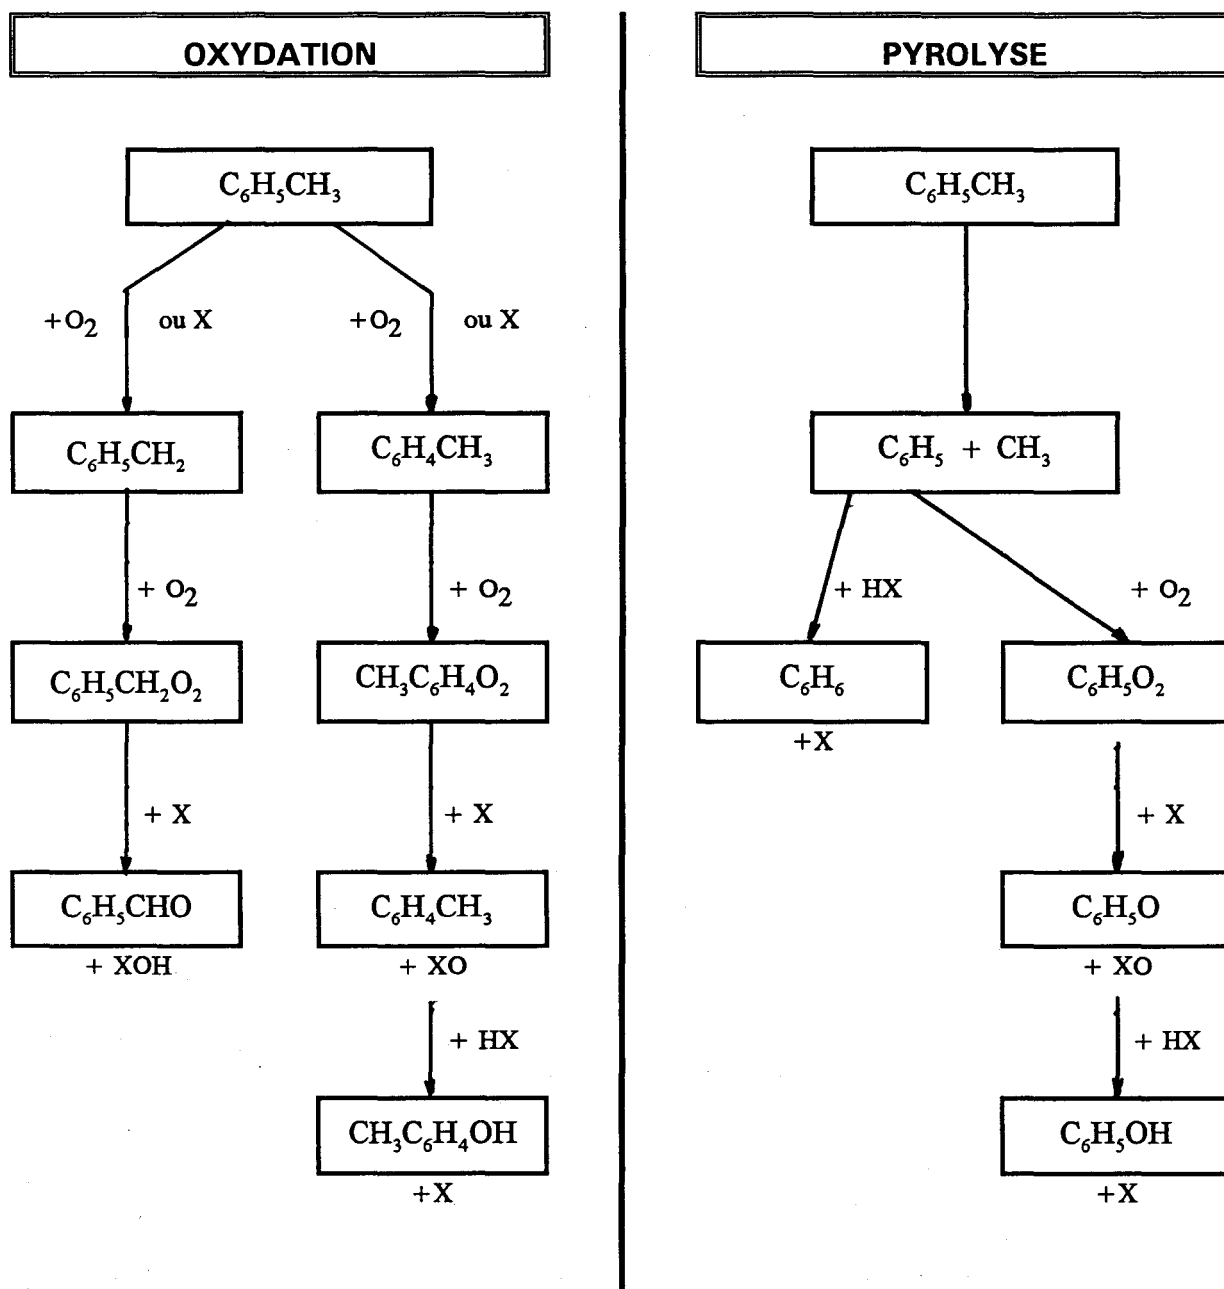 OXYDATION
C₆H₅CH₃
+O₂ ou X +O₂ ou X
C₆H₅CH₂ C₆H₄CH₃
+ O₂ + O₂
C₆H₅CH₂O₂ CH₃C₆H₄O₂
+ X + X
C₆H₅CHO C₆H₄CH₃
+ XOH + XO
+ HX
CH₃C₆H₄OH
+X
PYROLYSE
C₆H₅CH₃
C₆H₅ + CH₃
+ HX + O₂
C₆H₆ C₆H₅O₂
+X
+ X
C₆H₅O
+ XO
+ HX
C₆H₅OH
+X